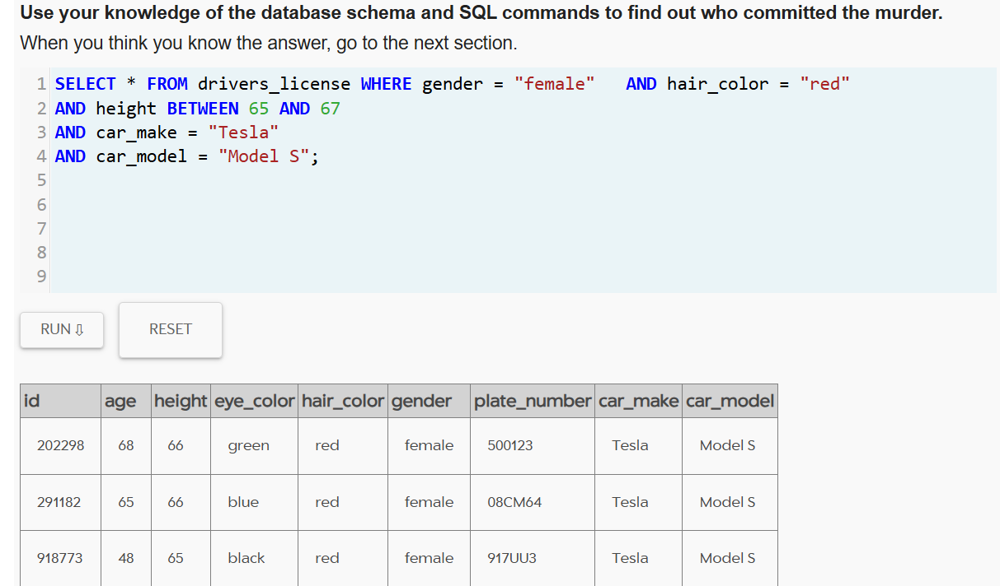 Use your knowledge of the database schema and SQL commands to find out who committed the murder.
When you think you know the answer, go to the next section.
1 SELECT * FROM drivers_license WHERE gender = "female"   AND hair_color = "red"
2 AND height BETWEEN 65 AND 67
3 AND car_make = "Tesla"
4 AND car_model = "Model S";
5
6
7
8
9
RUN ⇩ RESET
id age height eye_color hair_color gender plate_number car_make car_model
202298 68 66 green red female 500123 Tesla Model S
291182 65 66 blue red female 08CM64 Tesla Model S
918773 48 65 black red female 917UU3 Tesla Model S